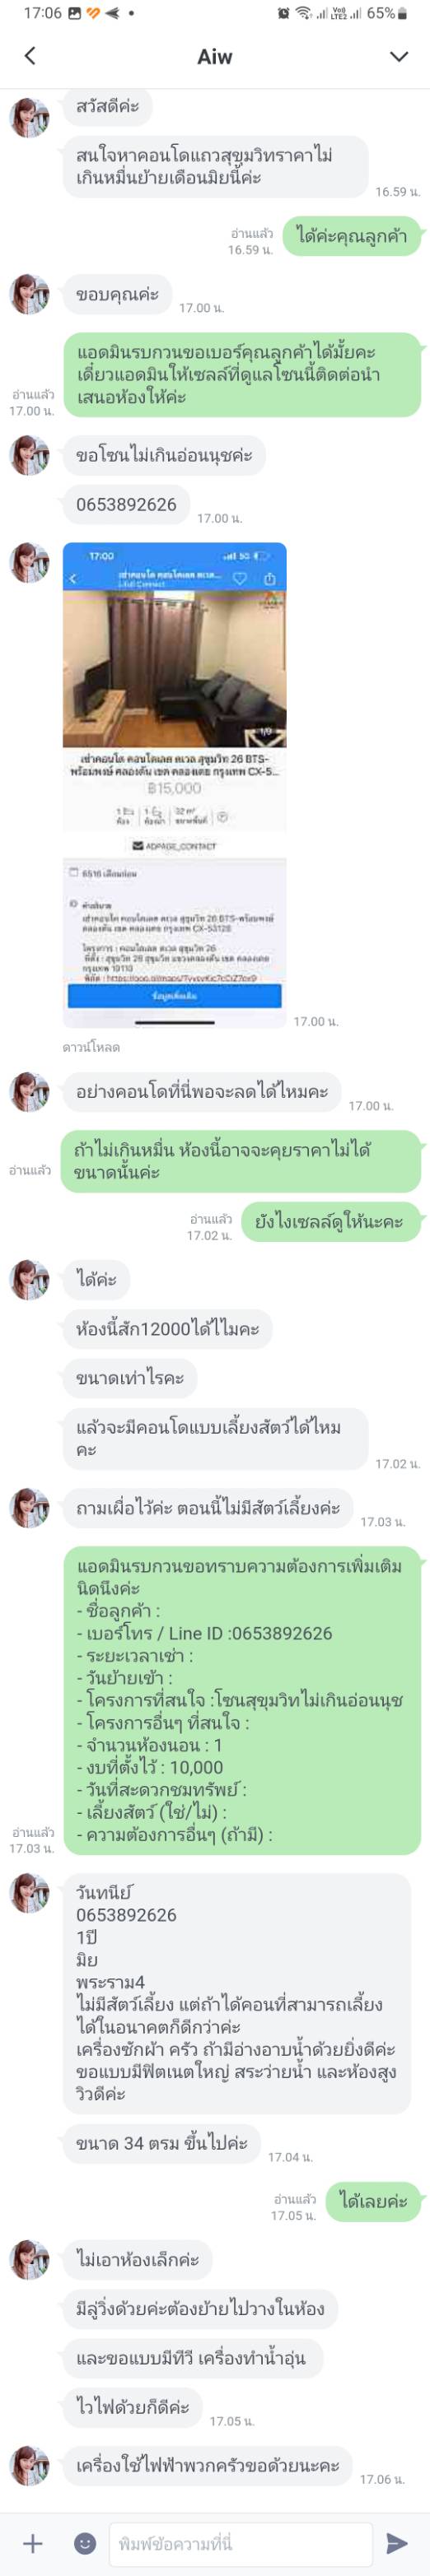 17:06
65%
Aiw
สวัสดีค่ะ
สนใจหาคอนโดแถวสุขุมวิทราคาไม่
เกินหมื่นย้ายเดือนมิยนี้ค่ะ
16.59 น.
ได้ค่ะคุณลูกค้า
อ่านแล้ว
16.59 น.
ขอบคุณค่ะ
17.00 น.
แอดมินรบกวนขอเบอร์คุณลูกค้าได้มั้ยคะ
เดี๋ยวแอดมินให้เซลล์ที่ดูแลโซนนี้ติดต่อนำ
เสนอห้องให้ค่ะ
อ่านแล้ว
17.00 น.
ขอโซนไม่เกินอ่อนนุชค่ะ
0653892626
17.00 น.
17:00
เช่าคอนโด คอนโดเลต ควล สุขุมวิท 26 BTS-
พร้อมพงษ์ คลองตัน เขต คลองเตย กรุงเทพ CX-5...
฿15,000
32 m²
ADPAGE_CONTACT
17.00 น.
ดาวน์โหลด
อย่างคอนโดที่นี่พอจะลดได้ไหมคะ
17.00 น.
ถ้าไม่เกินหมื่น ห้องนี้อาจจะคุยราคาไม่ได้
ขนาดนั้นค่ะ
อ่านแล้ว
ยังไงเซลล์ดูให้นะคะ
อ่านแล้ว
17.02 น.
ได้ค่ะ
ห้องนี้สัก12000ได้ไไมคะ
ขนาดเท่าไรคะ
แล้วจะมีคอนโดแบบเลี้ยงสัตว์ได้ไหม
คะ
17.02 น.
ถามเผื่อไว้ค่ะ ตอนนี้ไม่มีสัตว์เลี้ยงค่ะ
17.03 น.
แอดมินรบกวนขอทราบความต้องการเพิ่มเติม
นิดนึงค่ะ
- ชื่อลูกค้า :
- เบอร์โทร / Line ID :0653892626
- ระยะเวลาเช่า :
- วันย้ายเข้า :
- โครงการที่สนใจ :โซนสุขุมวิทไม่เกินอ่อนนุช
- โครงการอื่นๆ ที่สนใจ :
- จำนวนห้องนอน : 1
- งบที่ตั้งไว้ : 10,000
- วันที่สะดวกชมทรัพย์ :
- เลี้ยงสัตว์ (ใช่/ไม่) :
- ความต้องการอื่นๆ (ถ้ามี) :
อ่านแล้ว
17.03 น.
วันทนีย์
0653892626
1ปี
มิย
พระราม4
ไม่มีสัตว์เลี้ยง แต่ถ้าได้คอนที่สามารถเลี้ยง
ได้ในอนาคตก็ดีกว่าค่ะ
เครื่องซักผ้า ครัว ถ้ามีอ่างอาบน้ำด้วยยิ่งดีค่ะ
ขอแบบมีฟิตเนตใหญ่ สระว่ายน้ำ และห้องสูง
วิวดีค่ะ
ขนาด 34 ตรม ขึ้นไปค่ะ
17.04 น.
ได้เลยค่ะ
อ่านแล้ว
17.05 น.
ไม่เอาห้องเล็กค่ะ
มีลู่วิ่งด้วยค่ะต้องย้ายไปวางในห้อง
และขอแบบมีทีวี เครื่องทำน้ำอุ่น
ไวไฟด้วยก็ดีค่ะ
17.05 น.
เครื่องใช้ไฟฟ้าพวกครัวขอด้วยนะคะ
17.06 น.
พิมพ์ข้อความที่นี่